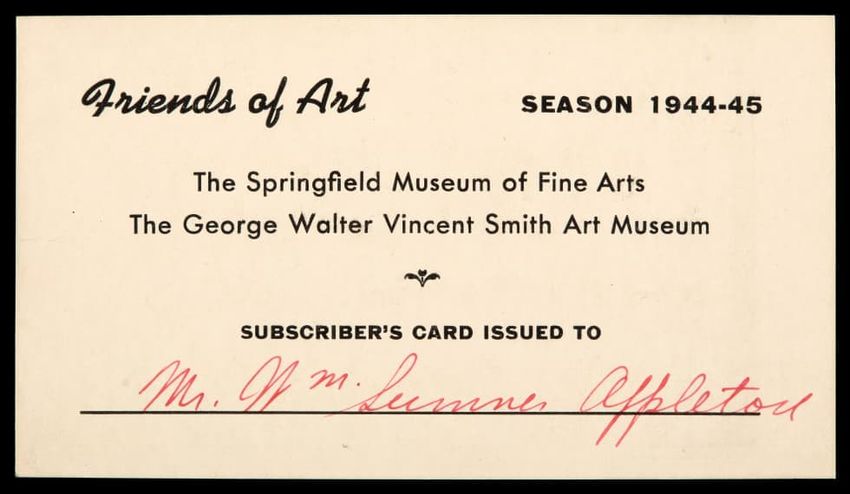 Friends of Art
SEASON 1944-45
The Springfield Museum of Fine Arts
The George Walter Vincent Smith Art Museum
SUBSCRIBER'S CARD ISSUED TO
Mr. Wm. Sumner Appleton